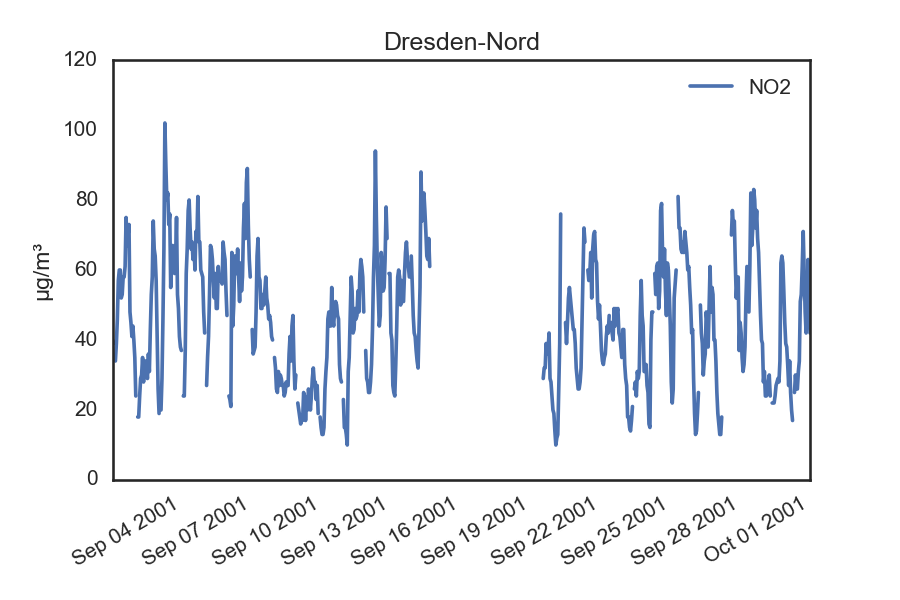 Dresden-Nord
120
100
80
60
40
20
0
µg/m³
NO2
Sep 04 2001
Sep 07 2001
Sep 10 2001
Sep 13 2001
Sep 16 2001
Sep 19 2001
Sep 22 2001
Sep 25 2001
Sep 28 2001
Oct 01 2001